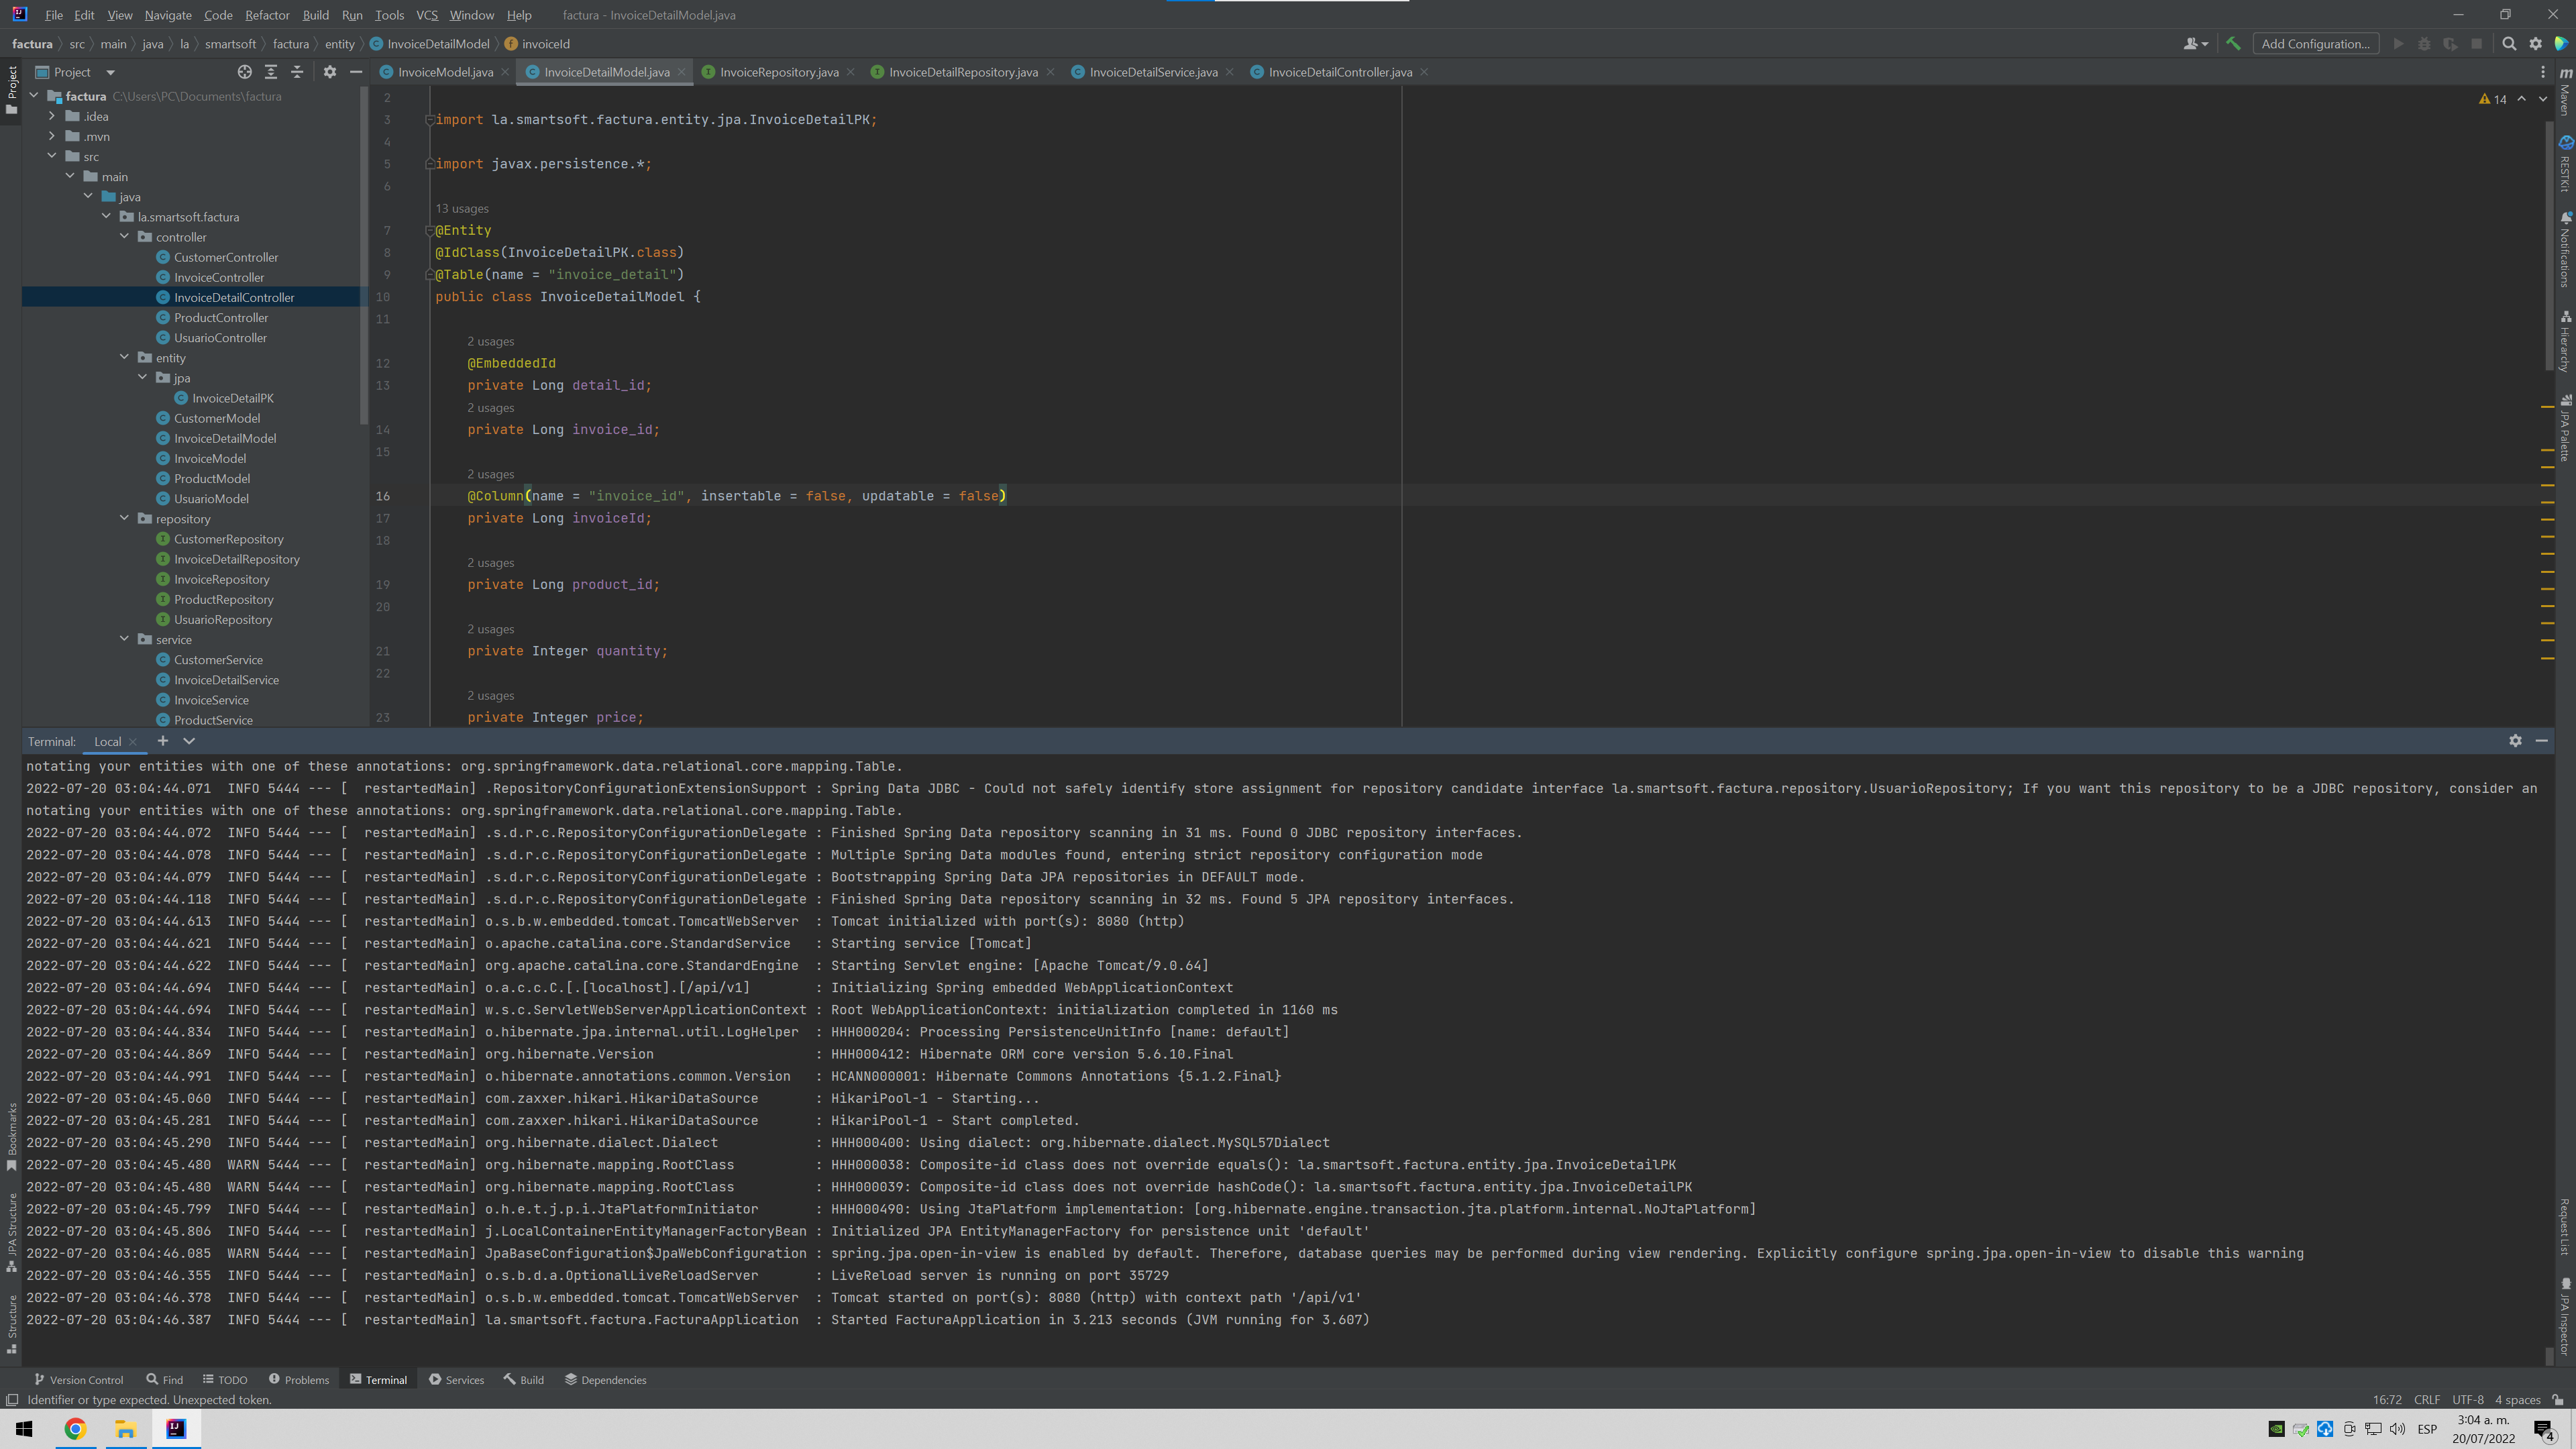 File Edit View Navigate Code Refactor Build Run Tools VCS Window Help factura - InvoiceDetailModel.java
factura src main java la smartsoft factura entity InvoiceDetailModel invoiceId Add Configuration...
Project
InvoiceModel.java InvoiceDetailModel.java InvoiceRepository.java InvoiceDetailRepository.java InvoiceDetailService.java InvoiceDetailController.java
factura C:\Users\PC\Documents\factura
.idea
.mvn
src
main
java
la.smartsoft.factura
controller
CustomerController
InvoiceController
InvoiceDetailController
ProductController
UsuarioController
entity
jpa
InvoiceDetailPK
CustomerModel
InvoiceDetailModel
InvoiceModel
ProductModel
UsuarioModel
repository
CustomerRepository
InvoiceDetailRepository
InvoiceRepository
ProductRepository
UsuarioRepository
service
CustomerService
InvoiceDetailService
InvoiceService
ProductService
14
2
3 import la.smartsoft.factura.entity.jpa.InvoiceDetailPK;
4
5 import javax.persistence.*;
6
13 usages
7 @Entity
8 @IdClass(InvoiceDetailPK.class)
9 @Table(name = "invoice_detail")
10 public class InvoiceDetailModel {
11
2 usages
12 @EmbeddedId
13 private Long detail_id;
2 usages
14 private Long invoice_id;
15
2 usages
16 @Column(name = "invoice_id", insertable = false, updatable = false)
17 private Long invoiceId;
18
2 usages
19 private Long product_id;
20
2 usages
21 private Integer quantity;
22
2 usages
23 private Integer price;
Project
Bookmarks
JPA Structure
Structure
Maven
RESTKit
Notifications
Hierarchy
JPA Palette
Request List
JPA Inspector
Terminal: Local
notating your entities with one of these annotations: org.springframework.data.relational.core.mapping.Table.
2022-07-20 03:04:44.071 INFO 5444 --- [ restartedMain] .RepositoryConfigurationExtensionSupport : Spring Data JDBC - Could not safely identify store assignment for repository candidate interface la.smartsoft.factura.repository.UsuarioRepository; If you want this repository to be a JDBC repository, consider an
notating your entities with one of these annotations: org.springframework.data.relational.core.mapping.Table.
2022-07-20 03:04:44.072 INFO 5444 --- [ restartedMain] .s.d.r.c.RepositoryConfigurationDelegate : Finished Spring Data repository scanning in 31 ms. Found 0 JDBC repository interfaces.
2022-07-20 03:04:44.078 INFO 5444 --- [ restartedMain] .s.d.r.c.RepositoryConfigurationDelegate : Multiple Spring Data modules found, entering strict repository configuration mode
2022-07-20 03:04:44.079 INFO 5444 --- [ restartedMain] .s.d.r.c.RepositoryConfigurationDelegate : Bootstrapping Spring Data JPA repositories in DEFAULT mode.
2022-07-20 03:04:44.118 INFO 5444 --- [ restartedMain] .s.d.r.c.RepositoryConfigurationDelegate : Finished Spring Data repository scanning in 32 ms. Found 5 JPA repository interfaces.
2022-07-20 03:04:44.613 INFO 5444 --- [ restartedMain] o.s.b.w.embedded.tomcat.TomcatWebServer : Tomcat initialized with port(s): 8080 (http)
2022-07-20 03:04:44.621 INFO 5444 --- [ restartedMain] o.apache.catalina.core.StandardService : Starting service [Tomcat]
2022-07-20 03:04:44.622 INFO 5444 --- [ restartedMain] org.apache.catalina.core.StandardEngine : Starting Servlet engine: [Apache Tomcat/9.0.64]
2022-07-20 03:04:44.694 INFO 5444 --- [ restartedMain] o.a.c.c.C.[.[localhost].[/api/v1] : Initializing Spring embedded WebApplicationContext
2022-07-20 03:04:44.694 INFO 5444 --- [ restartedMain] w.s.c.ServletWebServerApplicationContext : Root WebApplicationContext: initialization completed in 1160 ms
2022-07-20 03:04:44.834 INFO 5444 --- [ restartedMain] o.hibernate.jpa.internal.util.LogHelper : HHH000204: Processing PersistenceUnitInfo [name: default]
2022-07-20 03:04:44.869 INFO 5444 --- [ restartedMain] org.hibernate.Version : HHH000412: Hibernate ORM core version 5.6.10.Final
2022-07-20 03:04:44.991 INFO 5444 --- [ restartedMain] o.hibernate.annotations.common.Version : HCANN000001: Hibernate Commons Annotations {5.1.2.Final}
2022-07-20 03:04:45.060 INFO 5444 --- [ restartedMain] com.zaxxer.hikari.HikariDataSource : HikariPool-1 - Starting...
2022-07-20 03:04:45.281 INFO 5444 --- [ restartedMain] com.zaxxer.hikari.HikariDataSource : HikariPool-1 - Start completed.
2022-07-20 03:04:45.290 INFO 5444 --- [ restartedMain] org.hibernate.dialect.Dialect : HHH000400: Using dialect: org.hibernate.dialect.MySQL57Dialect
2022-07-20 03:04:45.480 WARN 5444 --- [ restartedMain] org.hibernate.mapping.RootClass : HHH000038: Composite-id class does not override equals(): la.smartsoft.factura.entity.jpa.InvoiceDetailPK
2022-07-20 03:04:45.480 WARN 5444 --- [ restartedMain] org.hibernate.mapping.RootClass : HHH000039: Composite-id class does not override hashCode(): la.smartsoft.factura.entity.jpa.InvoiceDetailPK
2022-07-20 03:04:45.799 INFO 5444 --- [ restartedMain] o.h.e.t.j.p.i.JtaPlatformInitiator : HHH000490: Using JtaPlatform implementation: [org.hibernate.engine.transaction.jta.platform.internal.NoJtaPlatform]
2022-07-20 03:04:45.806 INFO 5444 --- [ restartedMain] j.LocalContainerEntityManagerFactoryBean : Initialized JPA EntityManagerFactory for persistence unit 'default'
2022-07-20 03:04:46.085 WARN 5444 --- [ restartedMain] JpaBaseConfiguration$JpaWebConfiguration : spring.jpa.open-in-view is enabled by default. Therefore, database queries may be performed during view rendering. Explicitly configure spring.jpa.open-in-view to disable this warning
2022-07-20 03:04:46.355 INFO 5444 --- [ restartedMain] o.s.b.d.a.OptionalLiveReloadServer : LiveReload server is running on port 35729
2022-07-20 03:04:46.378 INFO 5444 --- [ restartedMain] o.s.b.w.embedded.tomcat.TomcatWebServer : Tomcat started on port(s): 8080 (http) with context path '/api/v1'
2022-07-20 03:04:46.387 INFO 5444 --- [ restartedMain] la.smartsoft.factura.FacturaApplication : Started FacturaApplication in 3.213 seconds (JVM running for 3.607)
Version Control Find TODO Problems Terminal Services Build Dependencies
Identifier or type expected. Unexpected token. 16:72 CRLF UTF-8 4 spaces
ESP 3:04 a. m.
20/07/2022 4